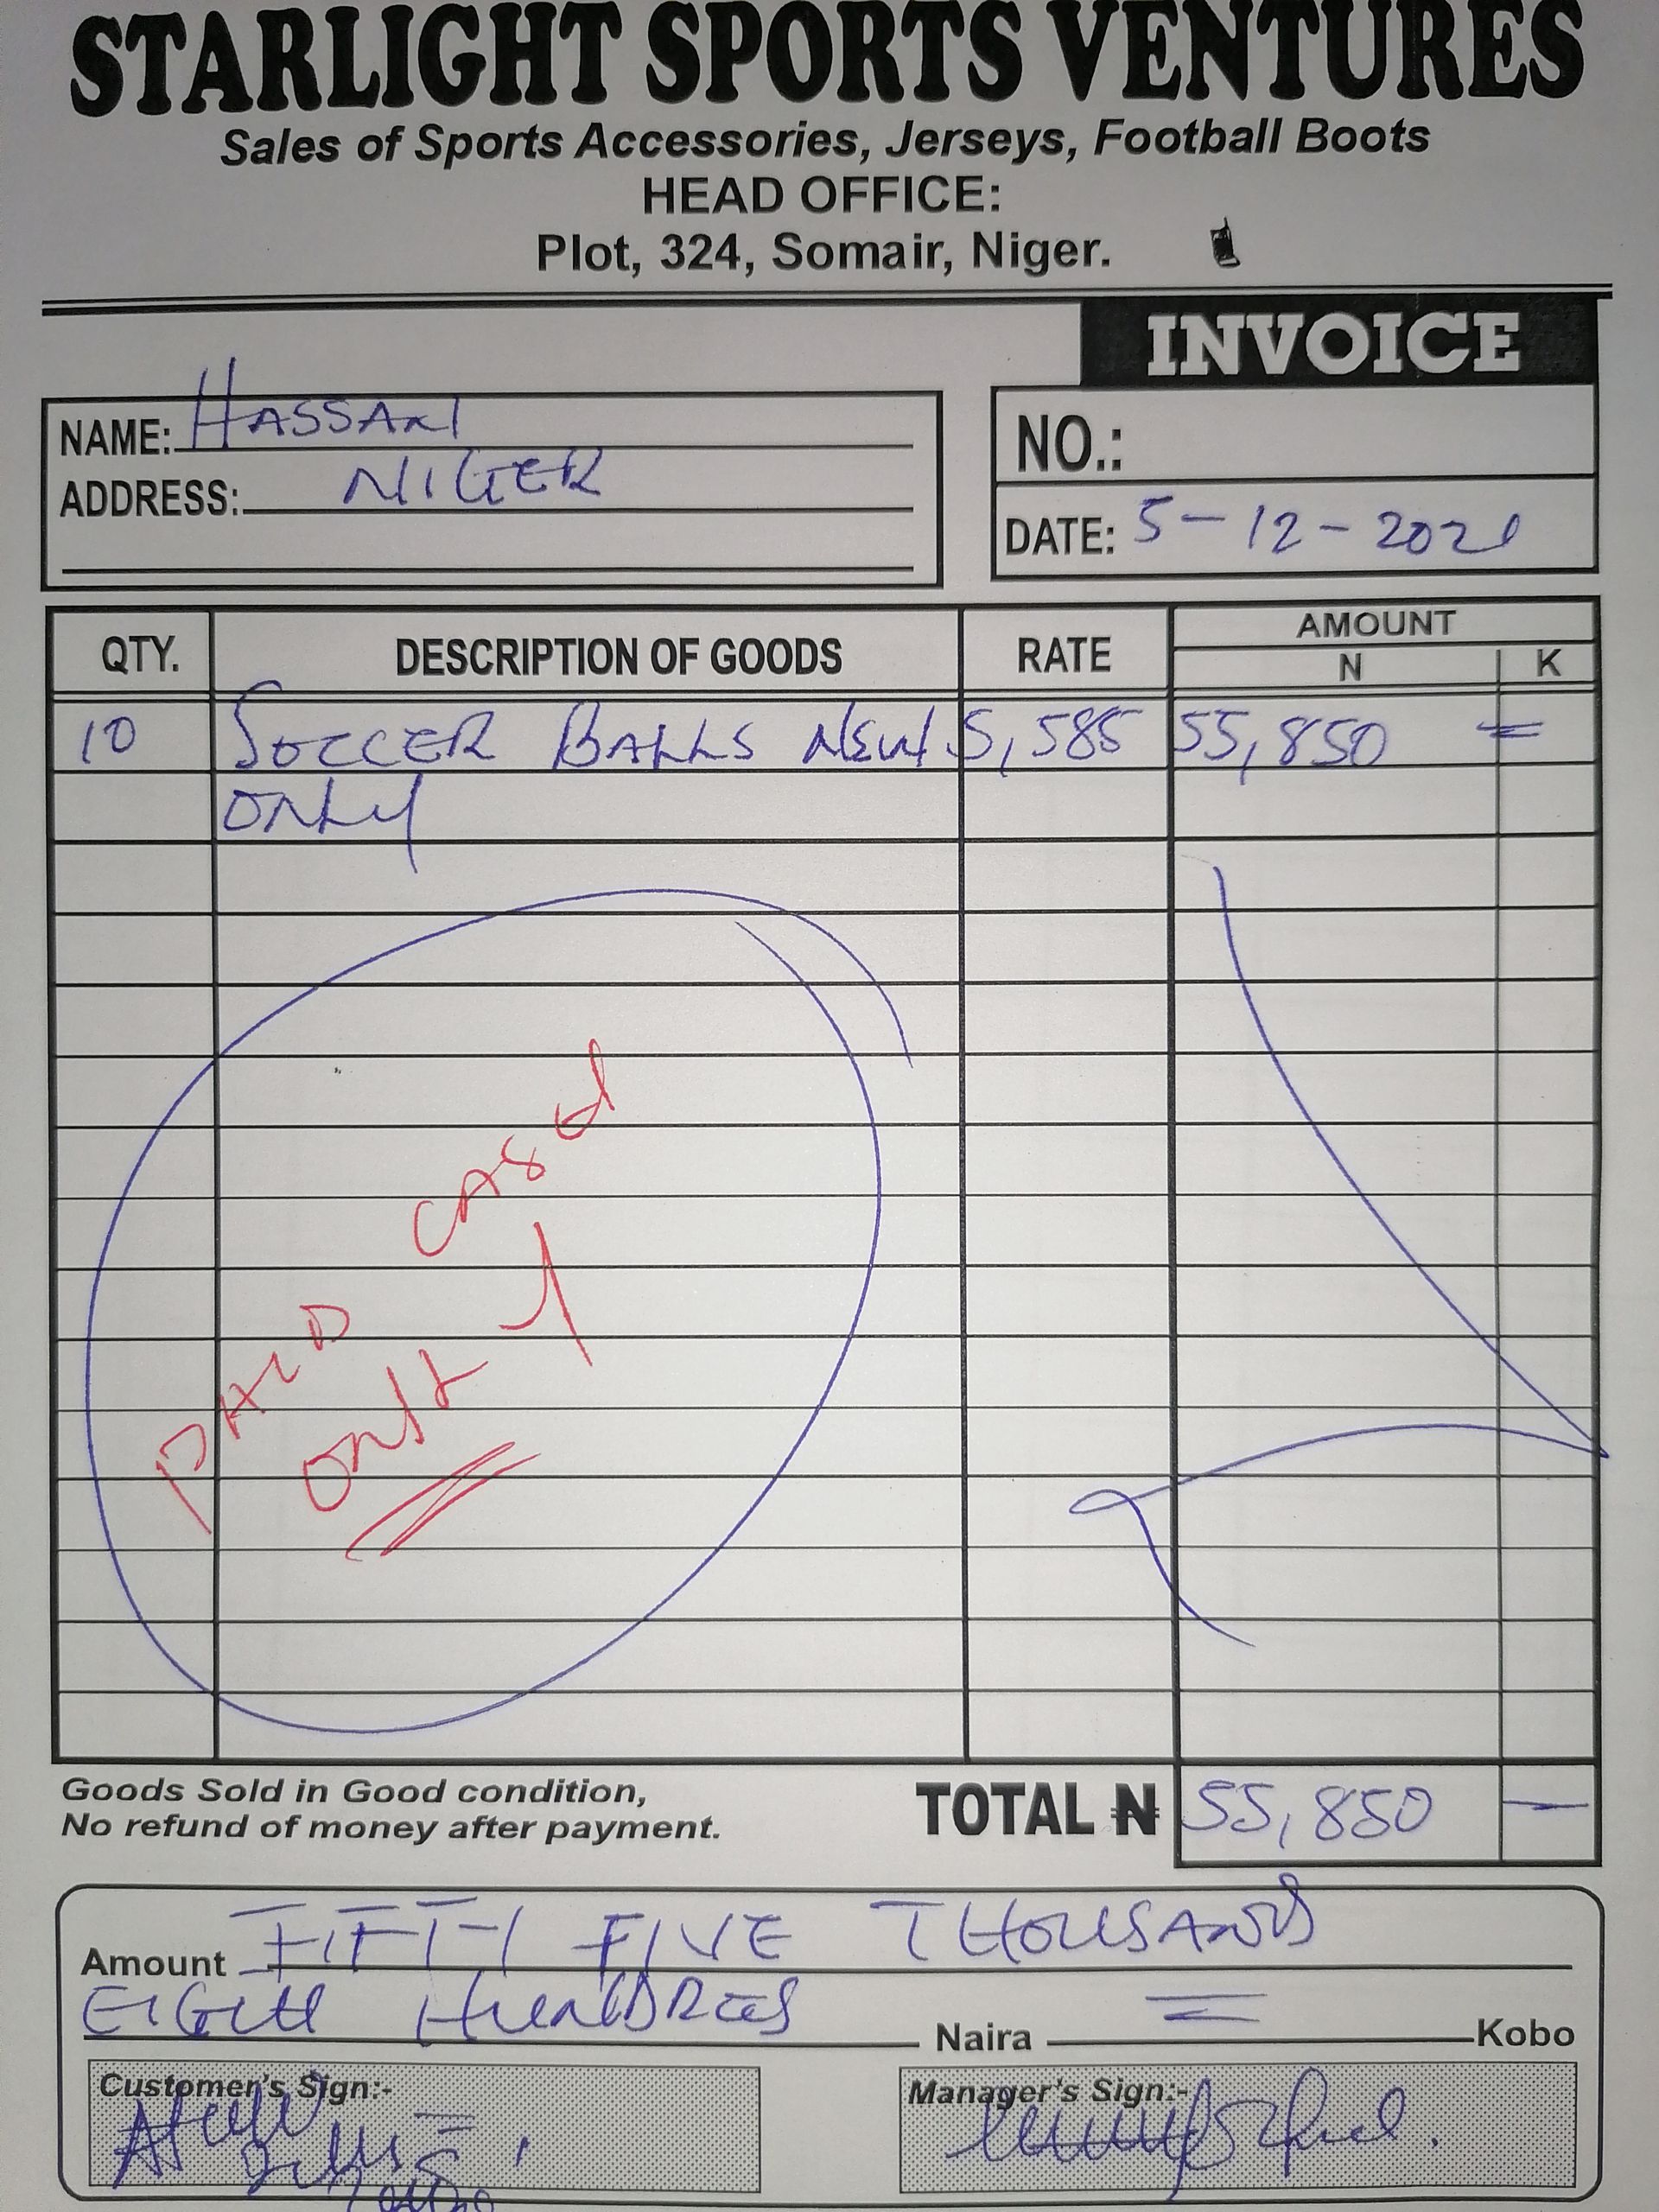 STARLIGHT SPORTS VENTURES
Sales of Sports Accessories, Jerseys, Football Boots
HEAD OFFICE:
Plot, 324, Somair, Niger.
INVOICE
NAME: HASSAN
ADDRESS: NIGER
NO.:
DATE: 5-12-2021
QTY. DESCRIPTION OF GOODS RATE AMOUNT
N K
10 SOCCER BALLS NEW 5,585 55,850 =
ONLY
PAID CASH
ONLY
Goods Sold in Good condition,
No refund of money after payment.
TOTAL ₦ 55,850 —
Amount FIFTY FIVE THOUSAND
EIGHT HUNDRED Naira = Kobo
Customer's Sign:-
Manager's Sign:-